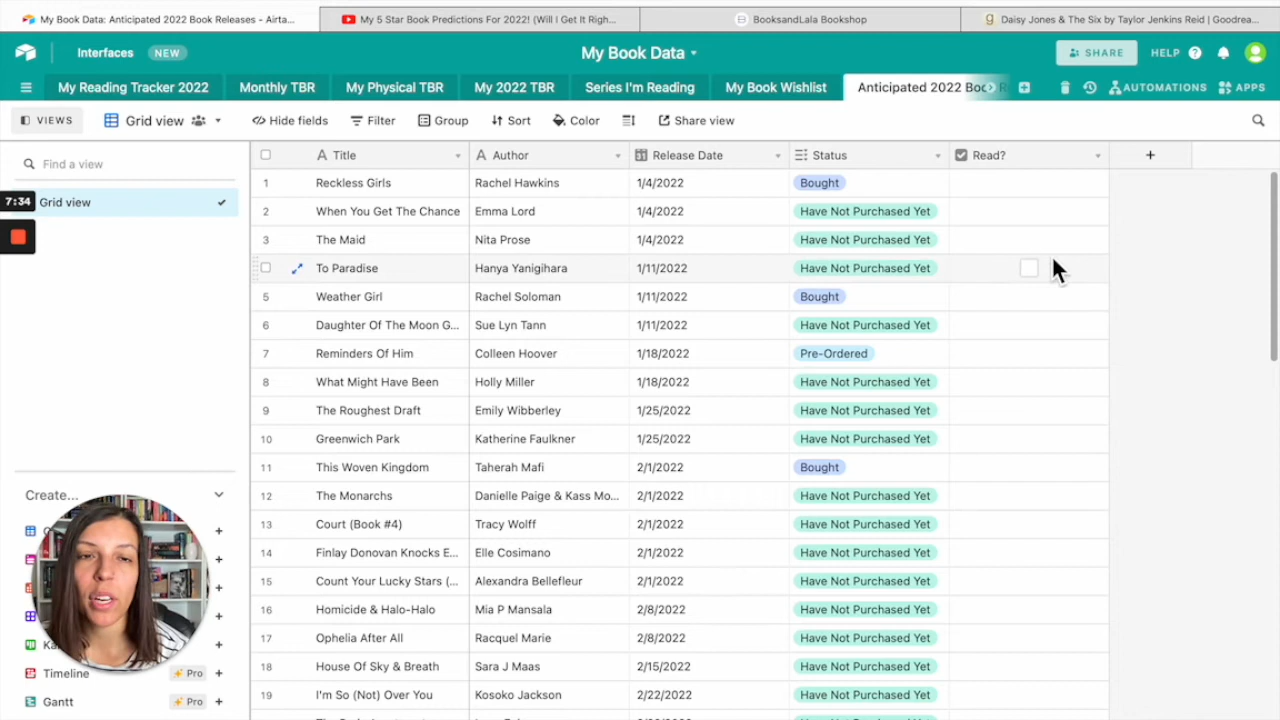 My Book Data: Anticipated 2022 Book Releases - Airta...
My 5 Star Book Predictions For 2022! (Will I Get It Righ...
BooksandLala Bookshop
Daisy Jones & The Six by Taylor Jenkins Reid | Goodrea...
Interfaces NEW
My Book Data
SHARE
HELP
My Reading Tracker 2022
Monthly TBR
My Physical TBR
My 2022 TBR
Series I'm Reading
My Book Wishlist
Anticipated 2022 Boo
AUTOMATIONS
APPS
VIEWS
Grid view
Hide fields
Filter
Group
Sort
Color
Share view
Find a view
7:34
Grid view
Title Author Release Date Status Read?
1 Reckless Girls Rachel Hawkins 1/4/2022 Bought
2 When You Get The Chance Emma Lord 1/4/2022 Have Not Purchased Yet
3 The Maid Nita Prose 1/4/2022 Have Not Purchased Yet
To Paradise Hanya Yanigihara 1/11/2022 Have Not Purchased Yet
5 Weather Girl Rachel Soloman 1/11/2022 Bought
6 Daughter Of The Moon G... Sue Lyn Tann 1/11/2022 Have Not Purchased Yet
7 Reminders Of Him Colleen Hoover 1/18/2022 Pre-Ordered
8 What Might Have Been Holly Miller 1/18/2022 Have Not Purchased Yet
9 The Roughest Draft Emily Wibberley 1/25/2022 Have Not Purchased Yet
10 Greenwich Park Katherine Faulkner 1/25/2022 Have Not Purchased Yet
11 This Woven Kingdom Taherah Mafi 2/1/2022 Bought
12 The Monarchs Danielle Paige & Kass Mo... 2/1/2022 Have Not Purchased Yet
13 Court (Book #4) Tracy Wolff 2/1/2022 Have Not Purchased Yet
14 Finlay Donovan Knocks E... Elle Cosimano 2/1/2022 Have Not Purchased Yet
15 Count Your Lucky Stars (... Alexandra Bellefleur 2/1/2022 Have Not Purchased Yet
16 Homicide & Halo-Halo Mia P Mansala 2/8/2022 Have Not Purchased Yet
17 Ophelia After All Racquel Marie 2/8/2022 Have Not Purchased Yet
18 House Of Sky & Breath Sara J Maas 2/15/2022 Have Not Purchased Yet
19 I'm So (Not) Over You Kosoko Jackson 2/22/2022 Have Not Purchased Yet
Create...
Timeline Pro
Gantt Pro